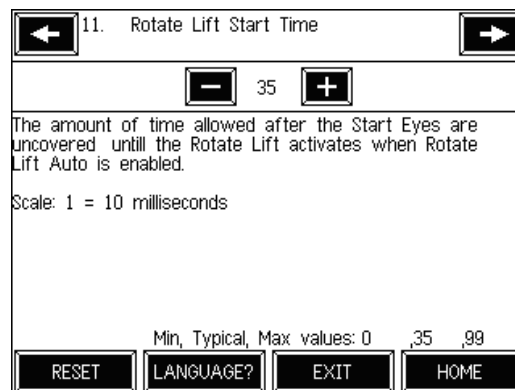 11. Rotate Lift Start Time
35
The amount of time allowed after the Start Eyes are
uncovered untill the Rotate Lift activates when Rotate
Lift Auto is enabled.
Scale: 1 = 10 milliseconds
Min, Typical, Max values: 0 ,35 ,99
RESET LANGUAGE? EXIT HOME